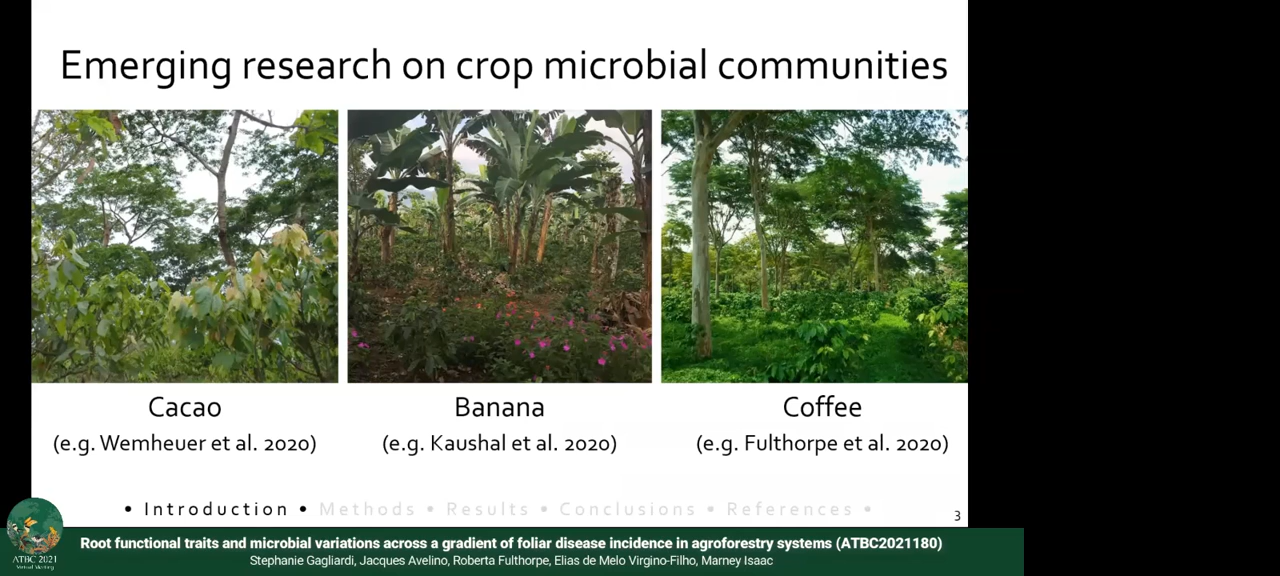 Emerging research on crop microbial communities
Cacao
(e.g. Wemheuer et al. 2020)
Banana
(e.g. Kaushal et al. 2020)
Coffee
(e.g. Fulthorpe et al. 2020)
• Introduction • Methods • Results • Conclusions • References •
3
ATBC 2021
Virtual Meeting
Root functional traits and microbial variations across a gradient of foliar disease incidence in agroforestry systems (ATBC2021180)
Stephanie Gagliardi, Jacques Avelino, Roberta Fulthorpe, Elias de Melo Virgino-Filho, Marney Isaac